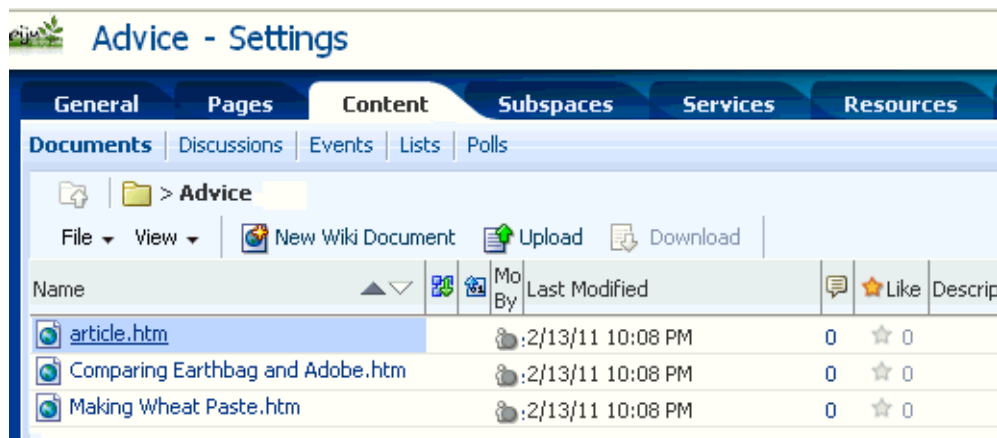 Advice - Settings
General Pages Content Subspaces Services Resources
Documents Discussions Events Lists Polls
> Advice
File View New Wiki Document Upload Download
Name Mo By Last Modified Like Descrip
article.htm 2/13/11 10:08 PM 0 0
Comparing Earthbag and Adobe.htm 2/13/11 10:08 PM 0 0
Making Wheat Paste.htm 2/13/11 10:08 PM 0 0